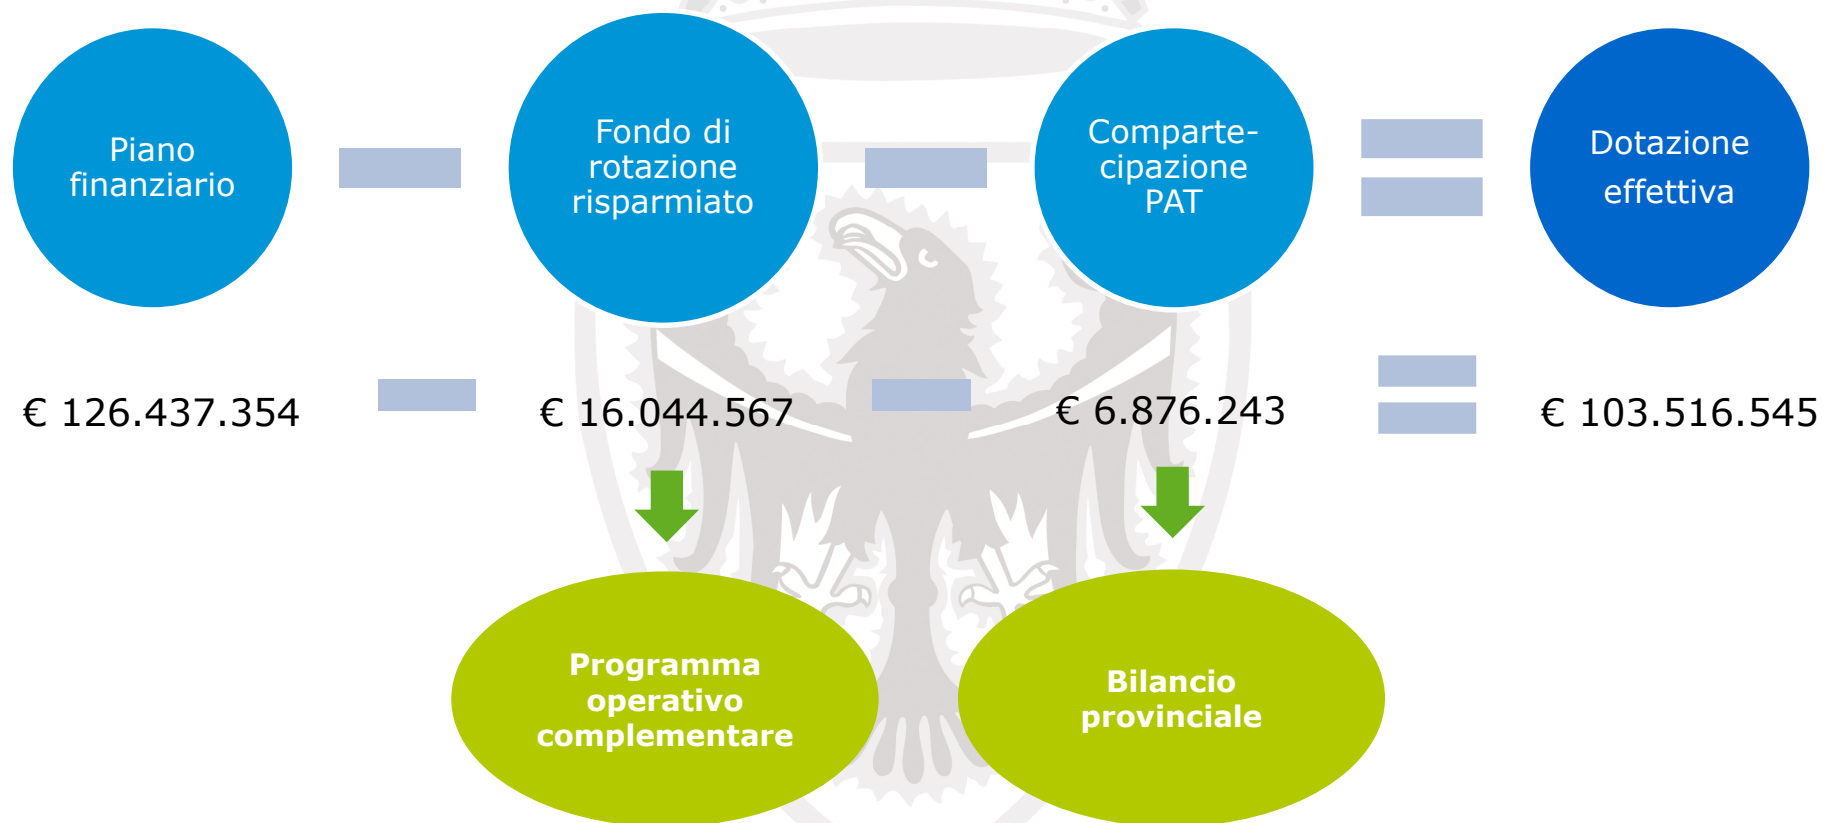 Piano
finanziario
Fondo di
rotazione
risparmiato
Comparte-
cipazione
PAT
Dotazione
effettiva
€ 126.437.354
€ 16.044.567
€ 6.876.243
€ 103.516.545
Programma
operativo
complementare
Bilancio
provinciale